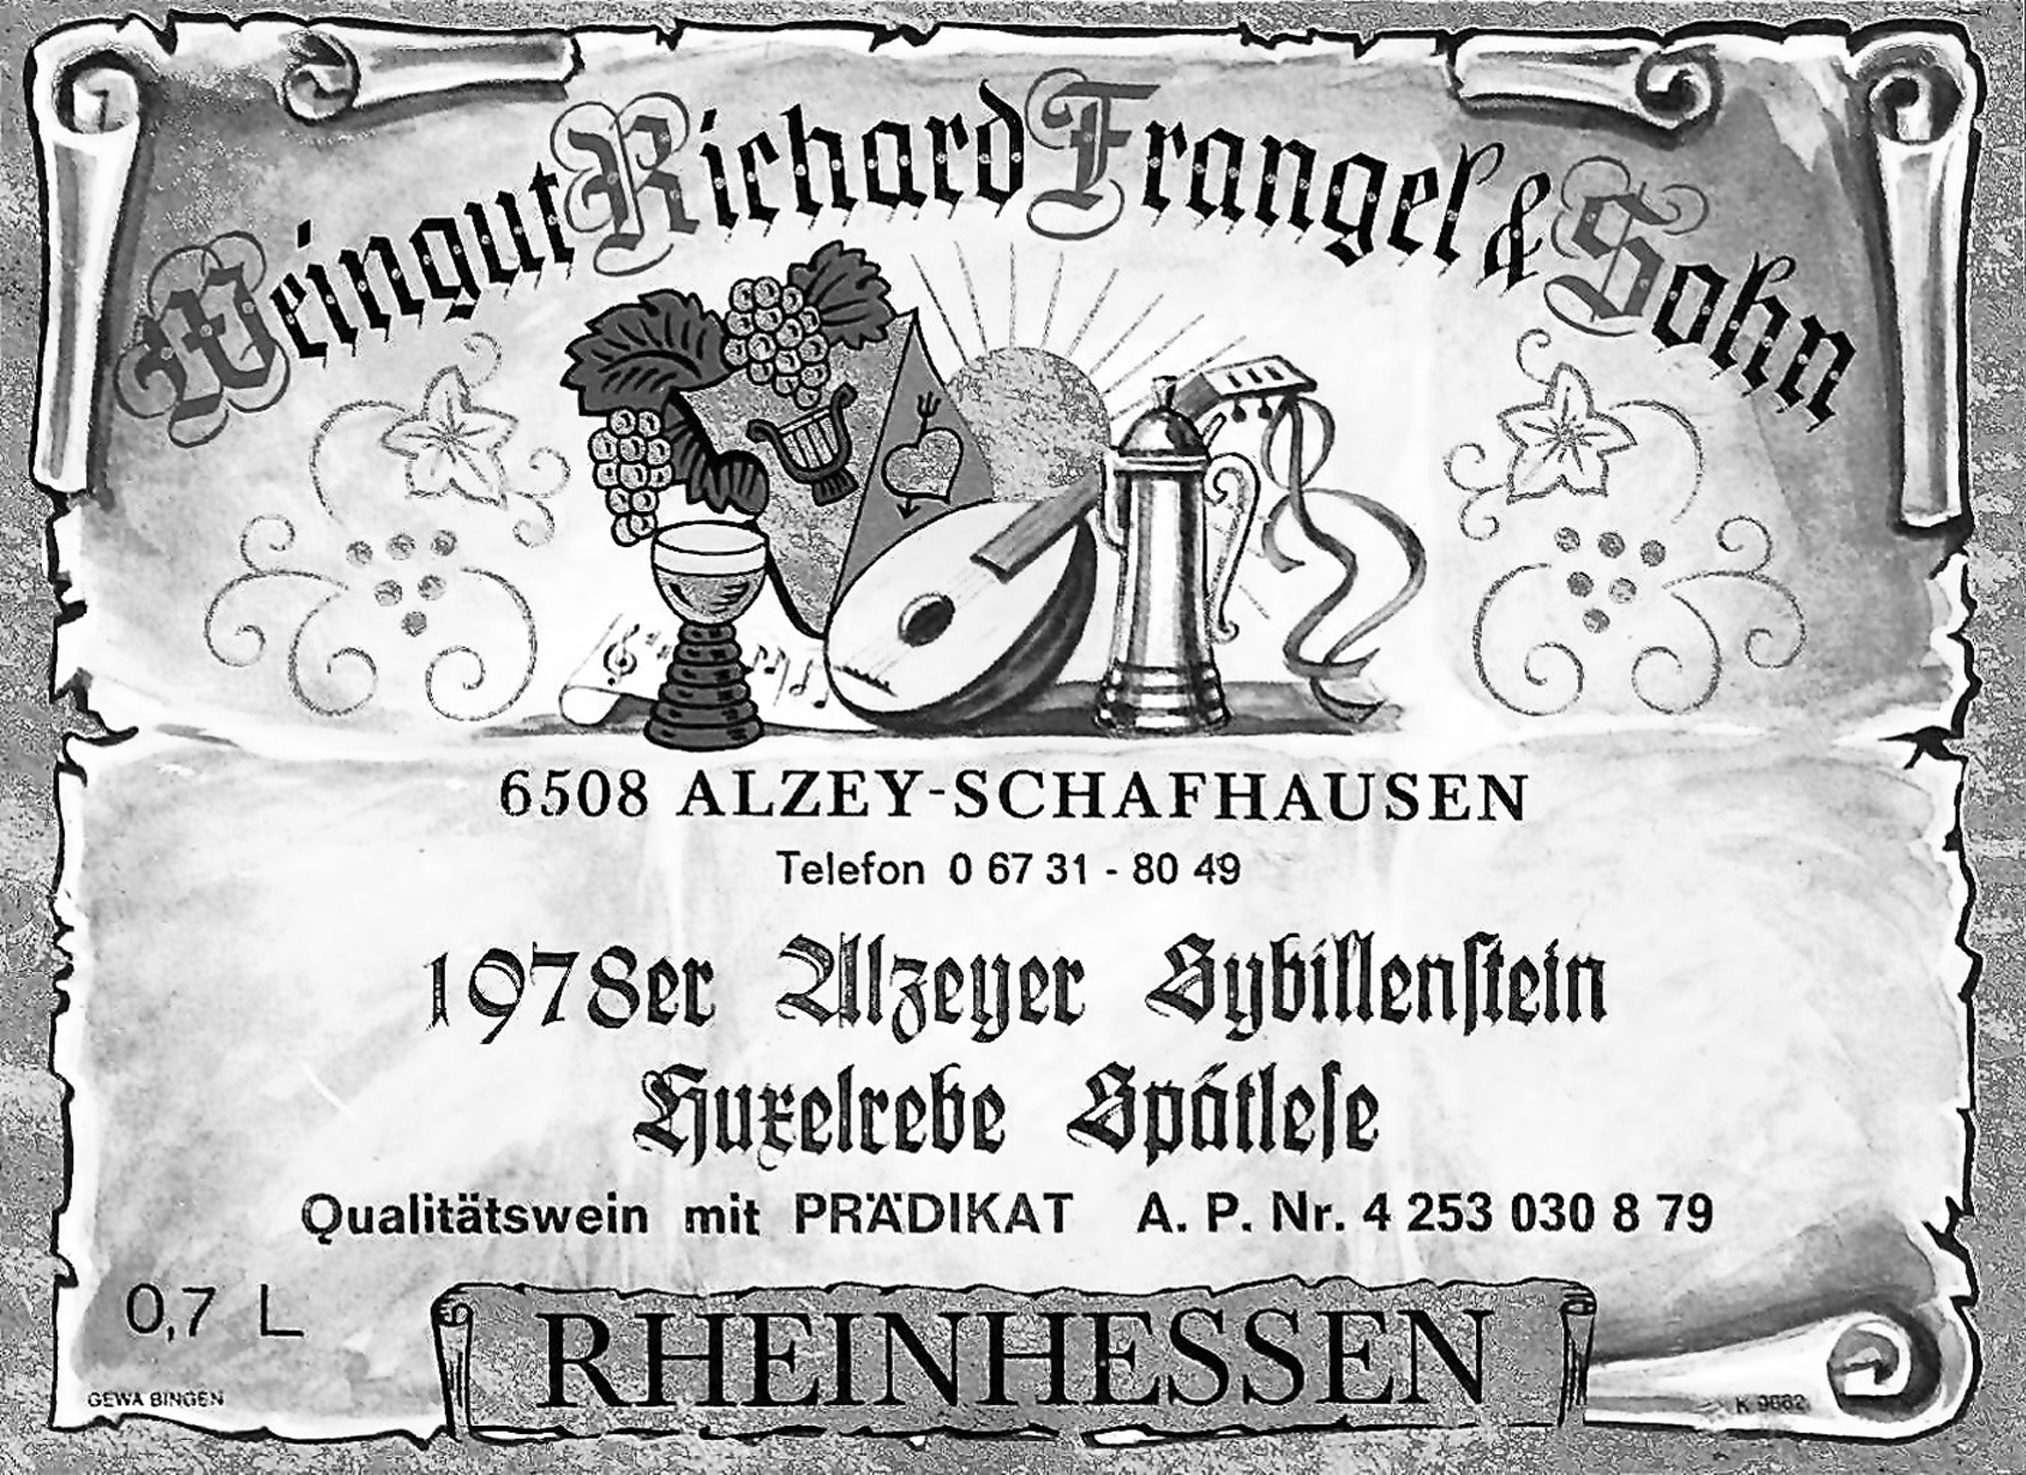 Weingut Richard Frangel & Sohn
6508 ALZEY-SCHAFHAUSEN
Telefon 0 67 31 - 80 49
1978er Alzeyer Sybillenſtein
Huxelrebe Spätleſe
Qualitätswein mit PRÄDIKAT A. P. Nr. 4 253 030 8 79
0,7 L
RHEINHESSEN
GEWA BINGEN